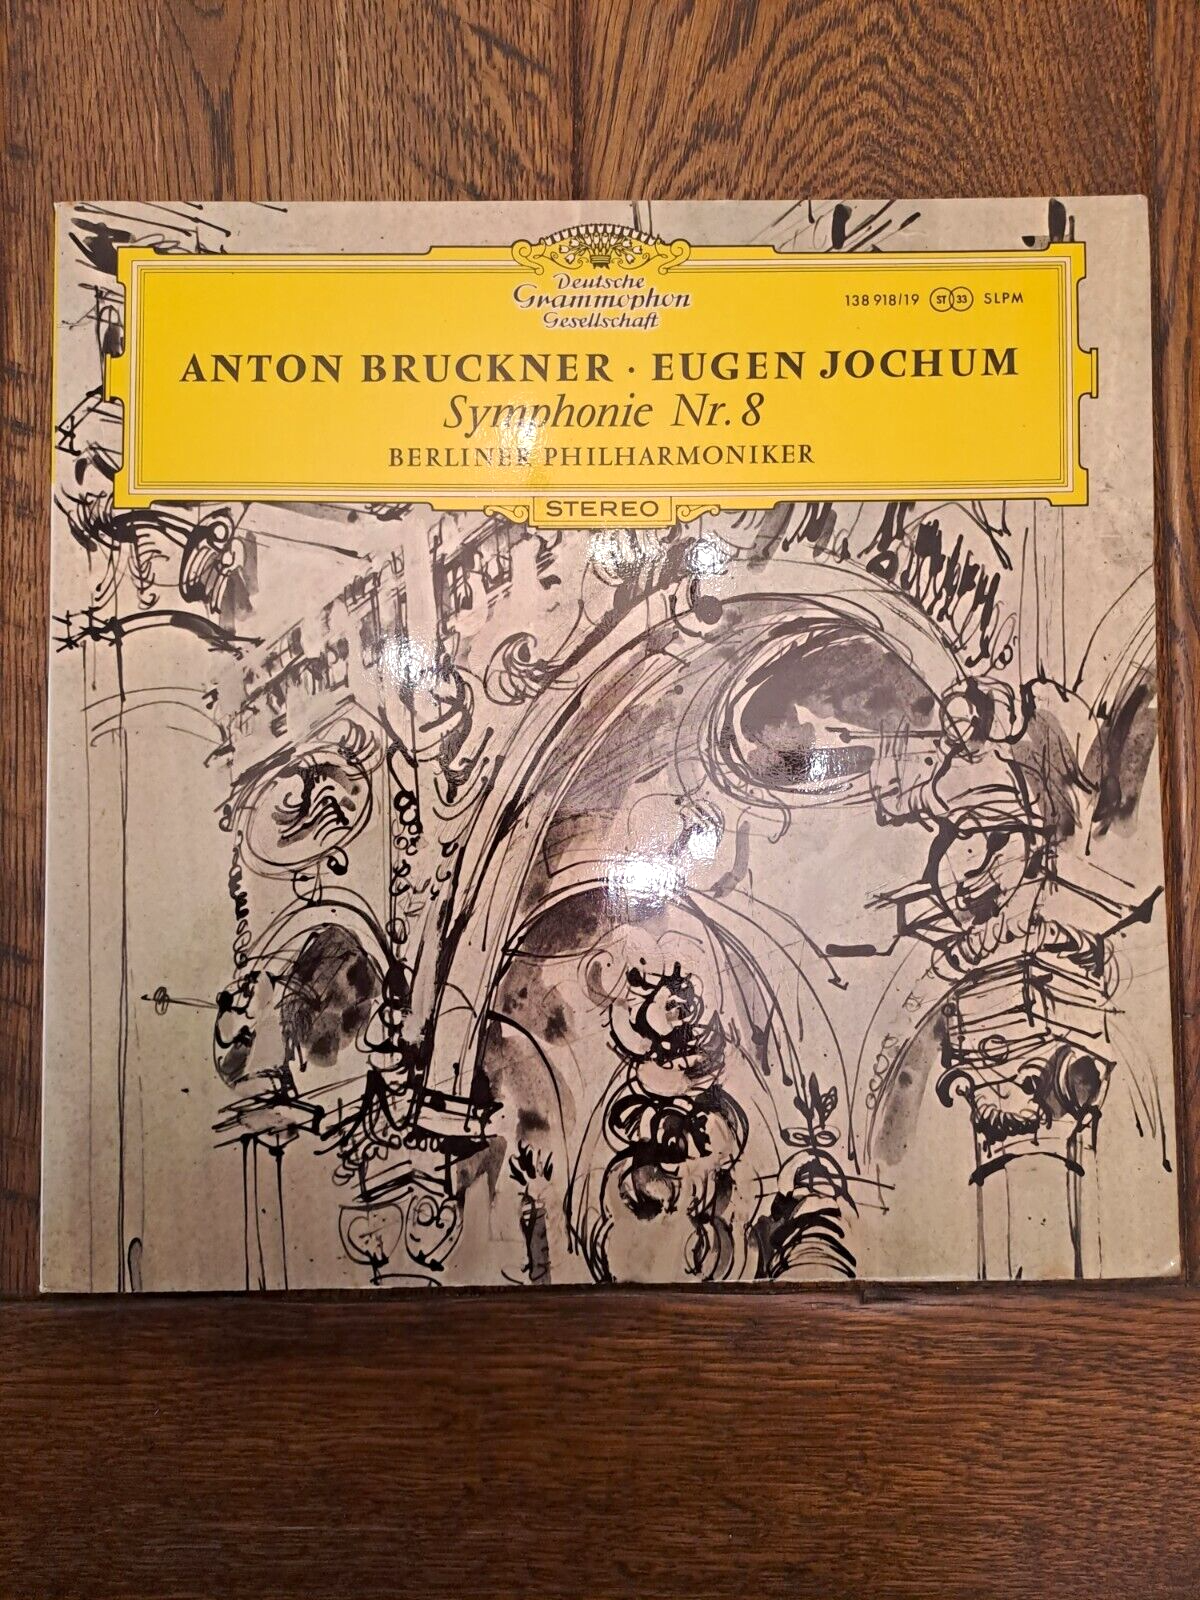 Deutsche
Grammophon
Gesellschaft
138 918/19 ST 33 SLPM
ANTON BRUCKNER · EUGEN JOCHUM
Symphonie Nr. 8
BERLINER PHILHARMONIKER
STEREO